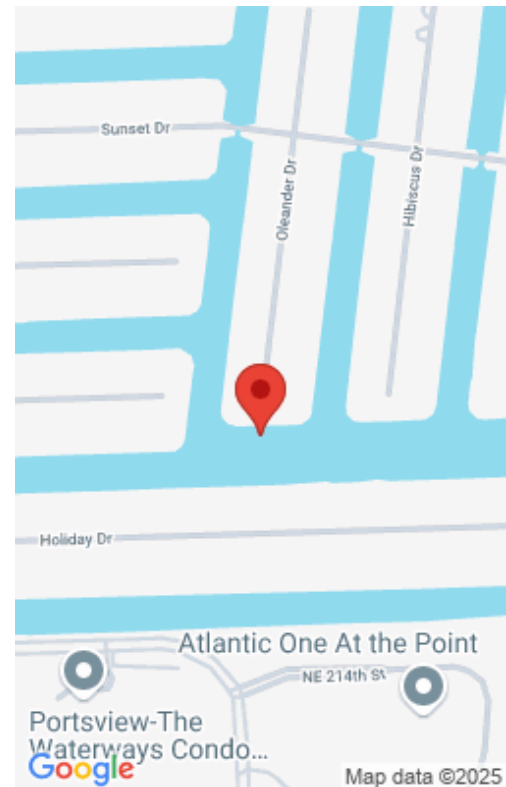 Sunset Dr
Oleander Dr
Hibiscus Dr
Holiday Dr
Atlantic One At the Point
NE 214th St
Portsview-The
Waterways Condo...
Google
Map data ©2025